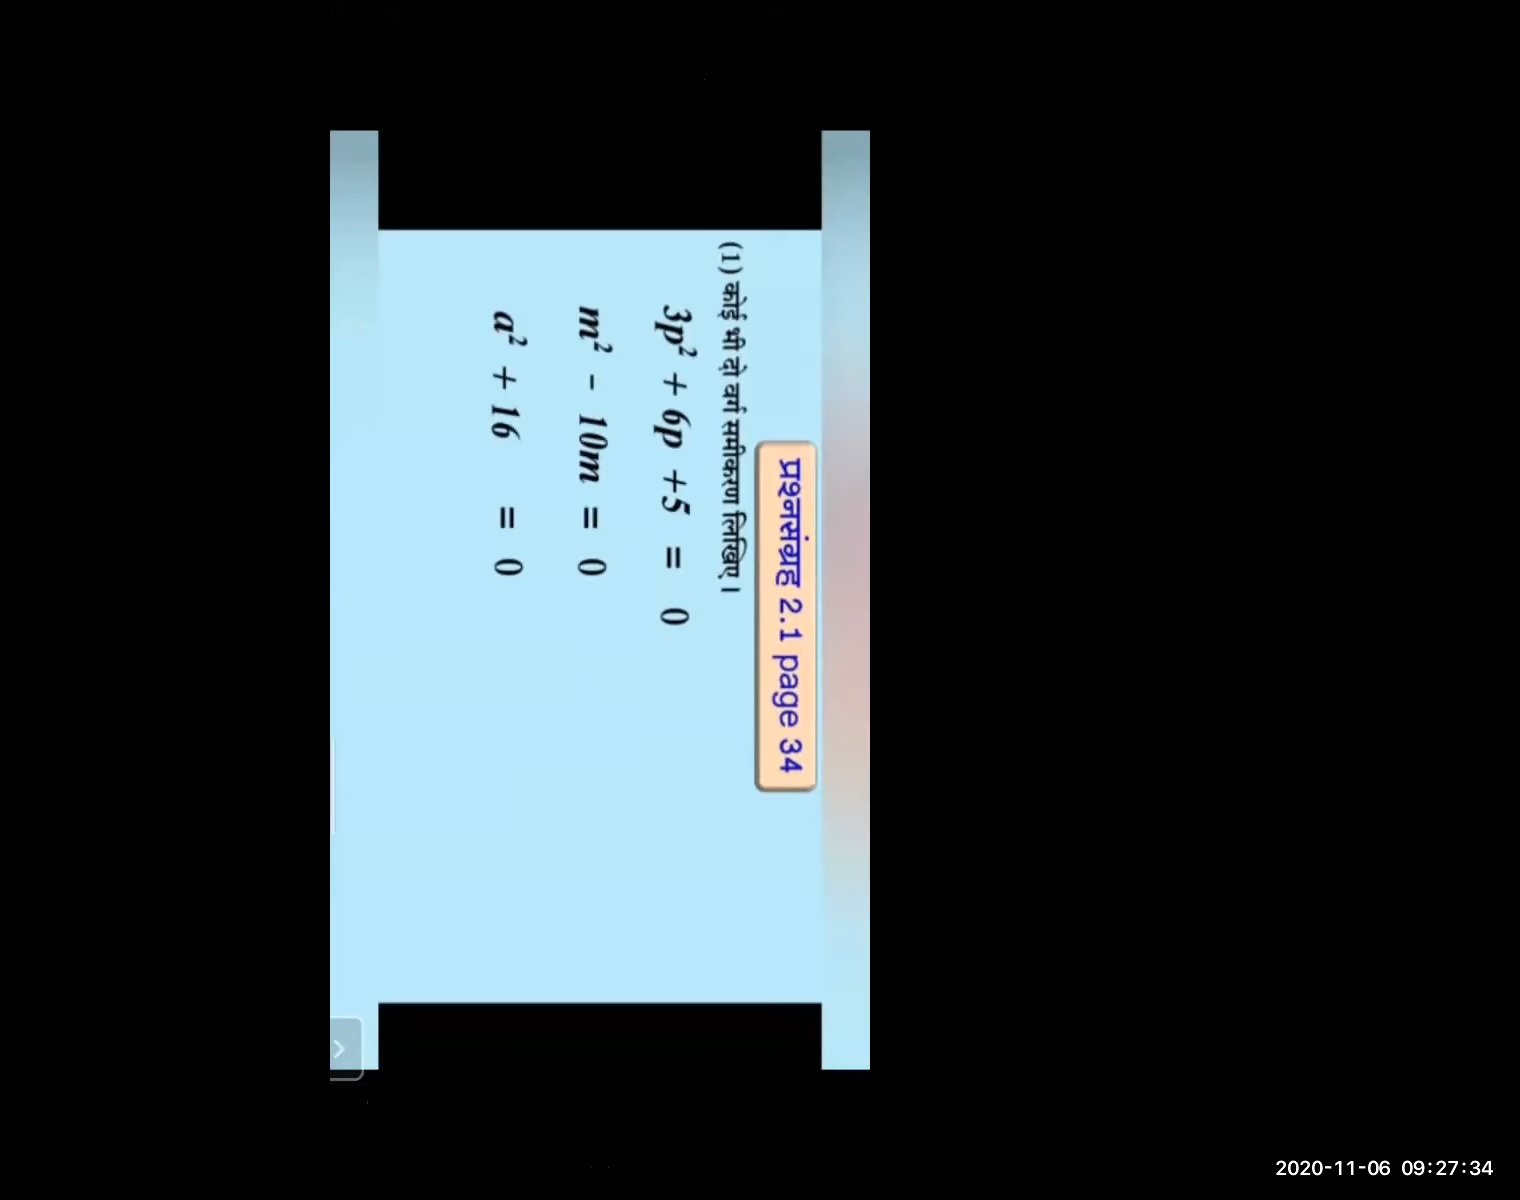 प्रश्नसंग्रह 2.1 page 34
(1) कोई भी दो वर्ग समीकरण लिखिए ।
3p² + 6p +5 = 0
m² - 10m = 0
a² + 16 = 0
2020-11-06 09:27:34